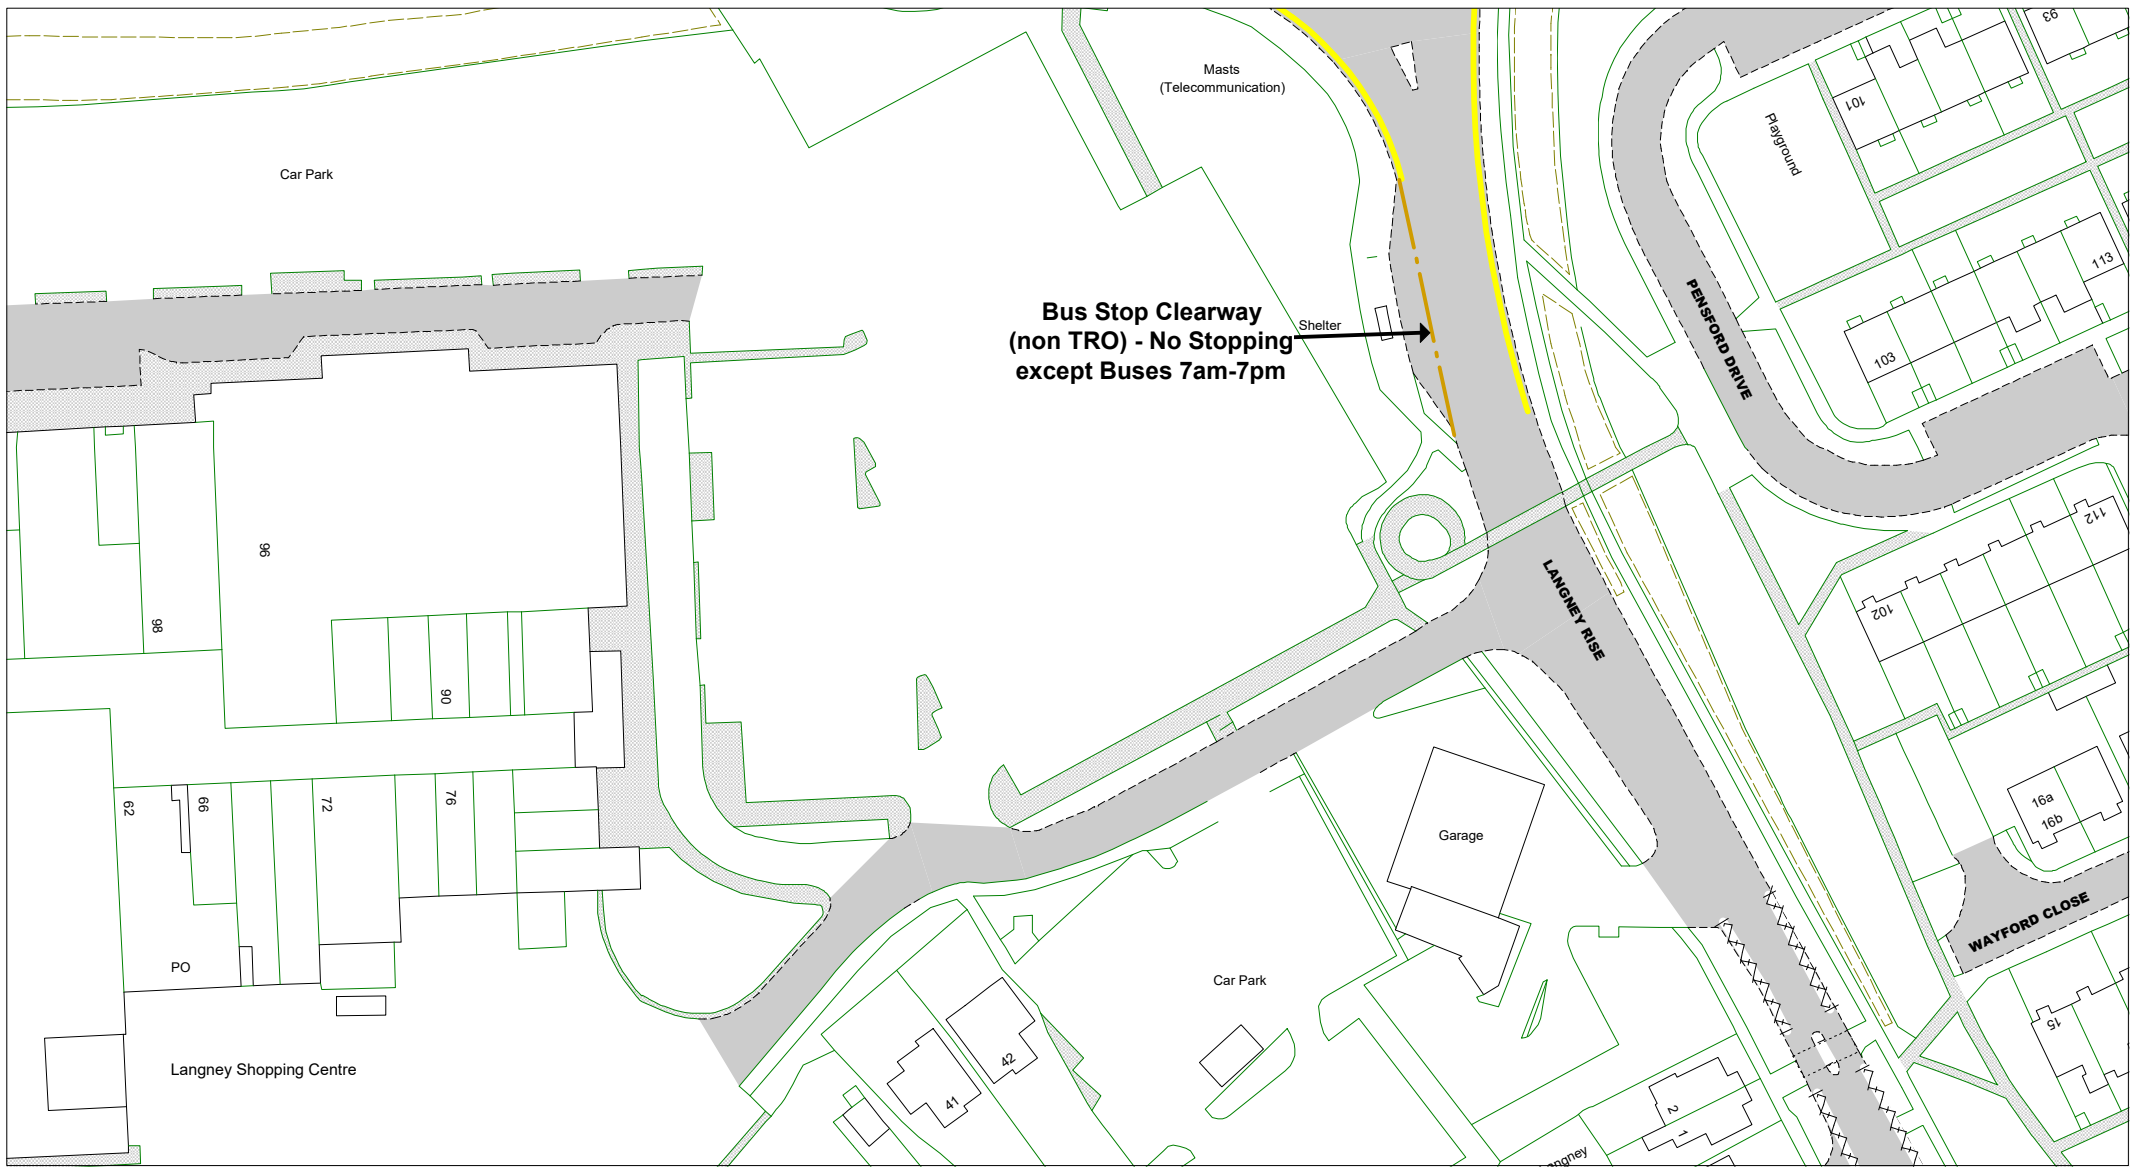 93
Masts
(Telecommunication)
101
Playground
Car Park
113
PENSFORD DRIVE
Bus Stop Clearway
(non TRO) - No Stopping
except Buses 7am-7pm
Shelter
103
112
96
LANGNEY RISE
102
98
90
16a
16b
62
66
72
76
Garage
WAYFORD CLOSE
PO
Car Park
15
42
41
Langney Shopping Centre
2
1